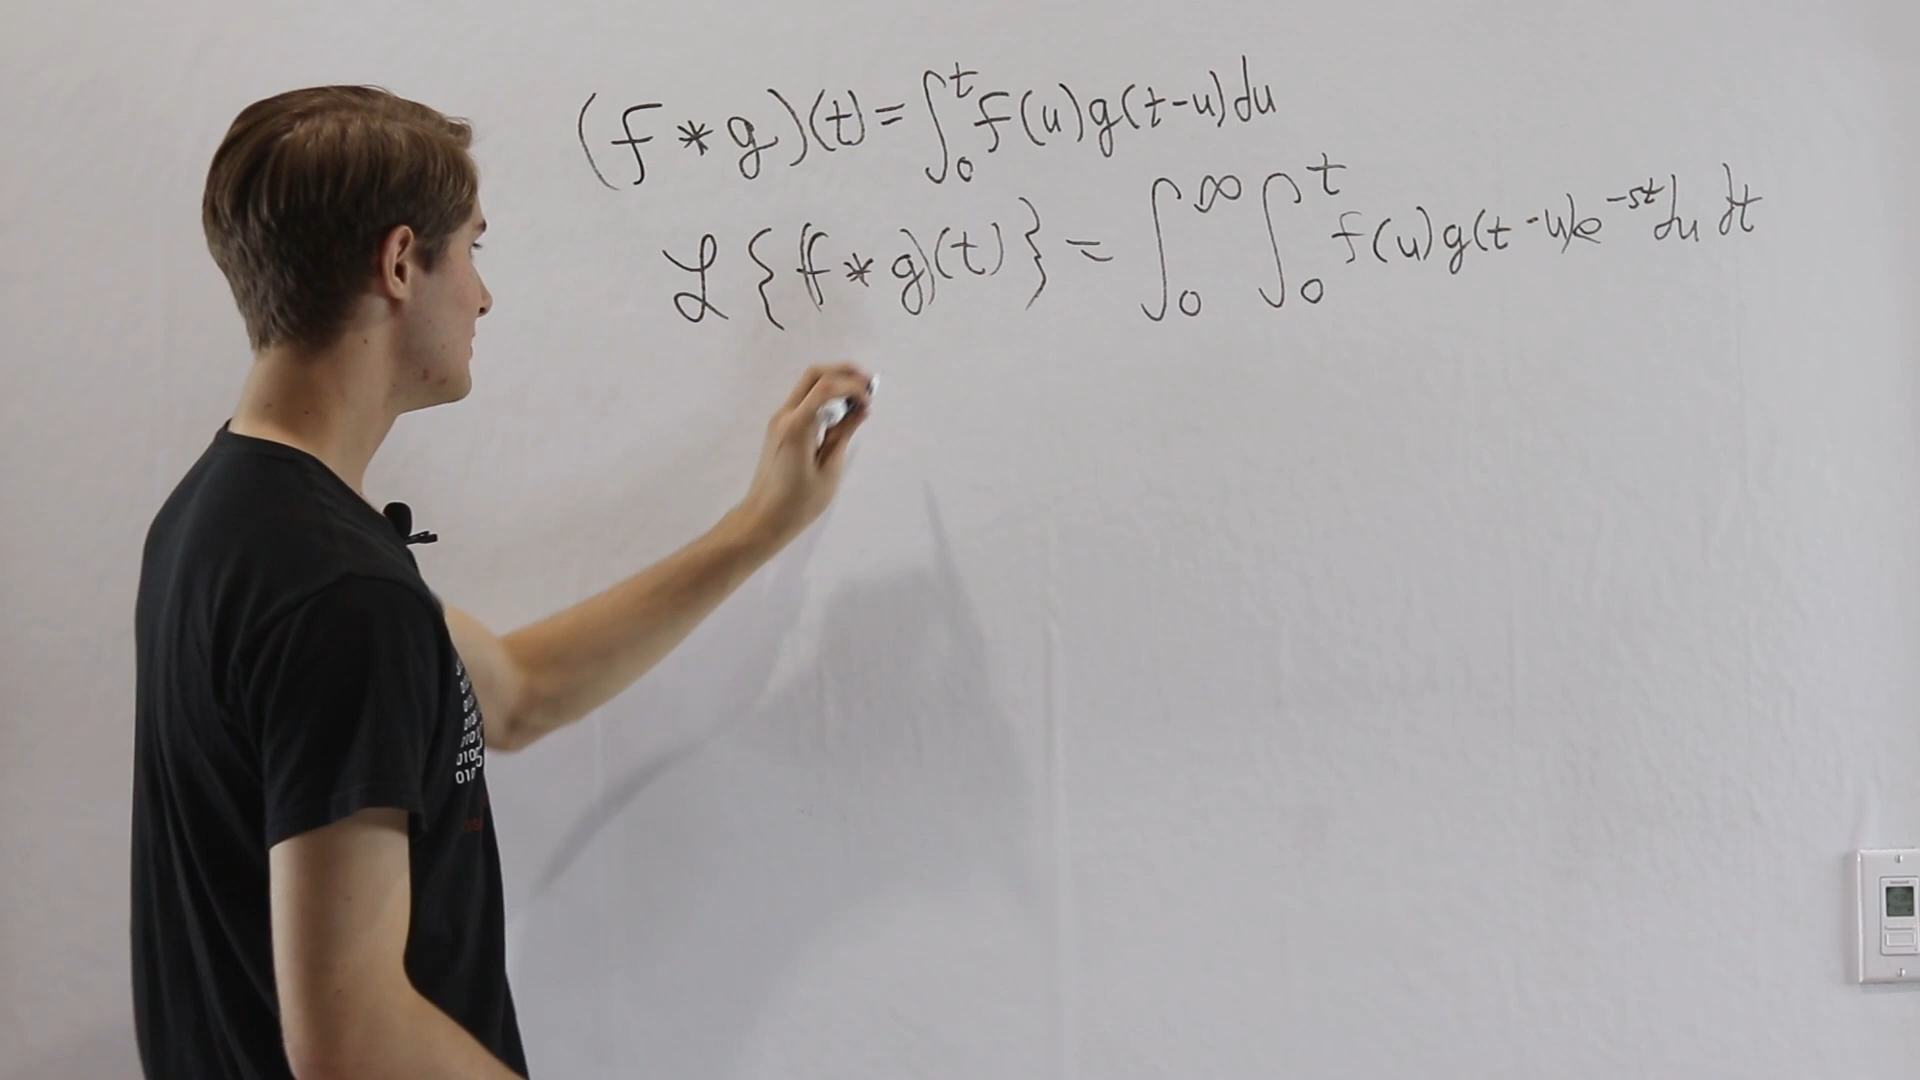 (f * g)(t) = ∫₀ᵗ f(u)g(t-u)du
ℒ{(f * g)(t)} = ∫₀^∞ ∫₀ᵗ f(u)g(t-u)e^{-st} du dt